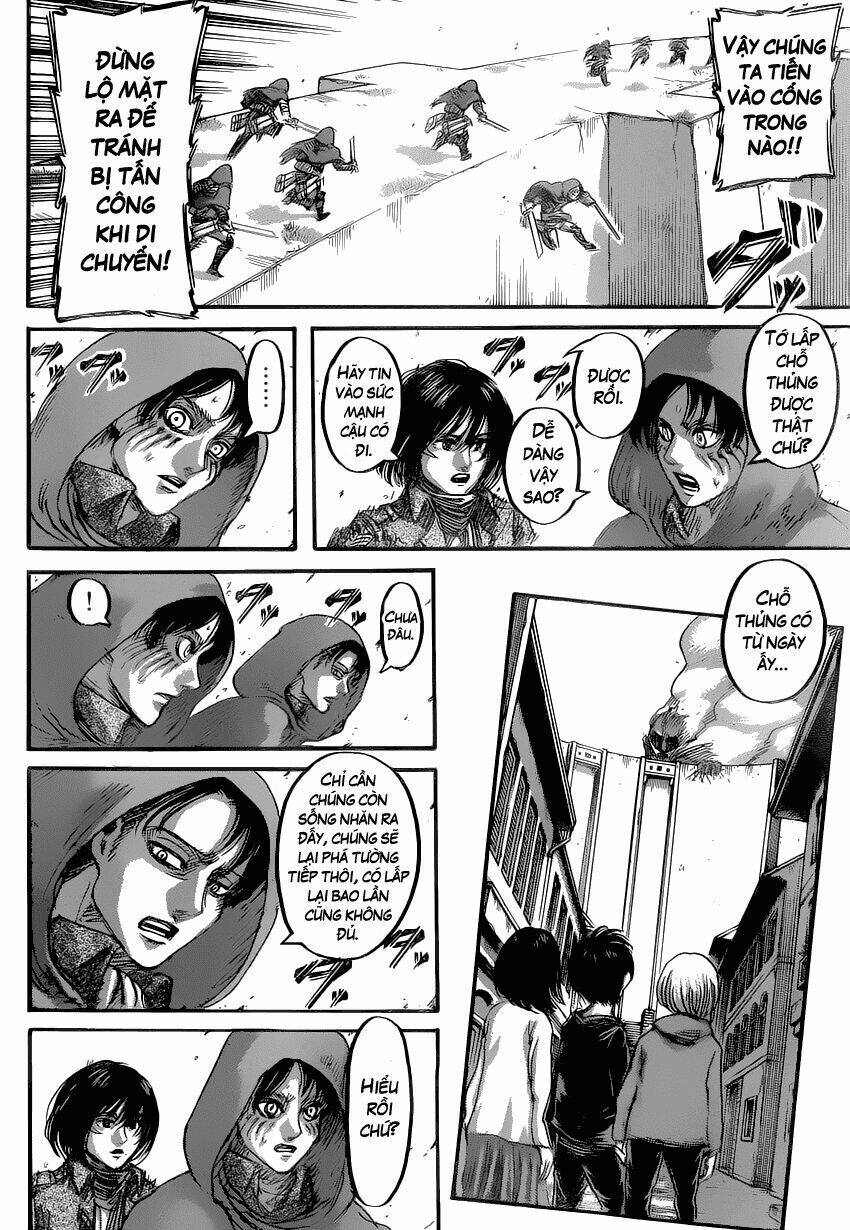 VẬY CHÚNG
TA TIẾN
VÀO CỔNG
TRONG
NÀO!!
ĐỪNG
LỘ MẶT
RA ĐỂ
TRÁNH
BỊ TẤN
CÔNG
KHI DI
CHUYỂN!
TỚ LẤP
CHỖ
THỦNG
ĐƯỢC
THẬT
CHỨ?
ĐƯỢC
RỒI.
DỄ
DÀNG
VẬY
SAO?
HÃY TIN
VÀO SỨC
MẠNH
CẬU CÓ
ĐI.
......
CHỖ
THỦNG CÓ
TỪ NGÀY
ẤY...
CHƯA
ĐÂU.
!
CHỈ CẦN
CHÚNG CÒN
SỐNG NHĂN RA
ĐẤY, CHÚNG SẼ
LẠI PHÁ TƯỜNG
TIẾP THÔI, CÓ LẤP
LẠI BAO LẦN
CŨNG KHÔNG
ĐỦ.
HIỂU
RỒI
CHỨ?